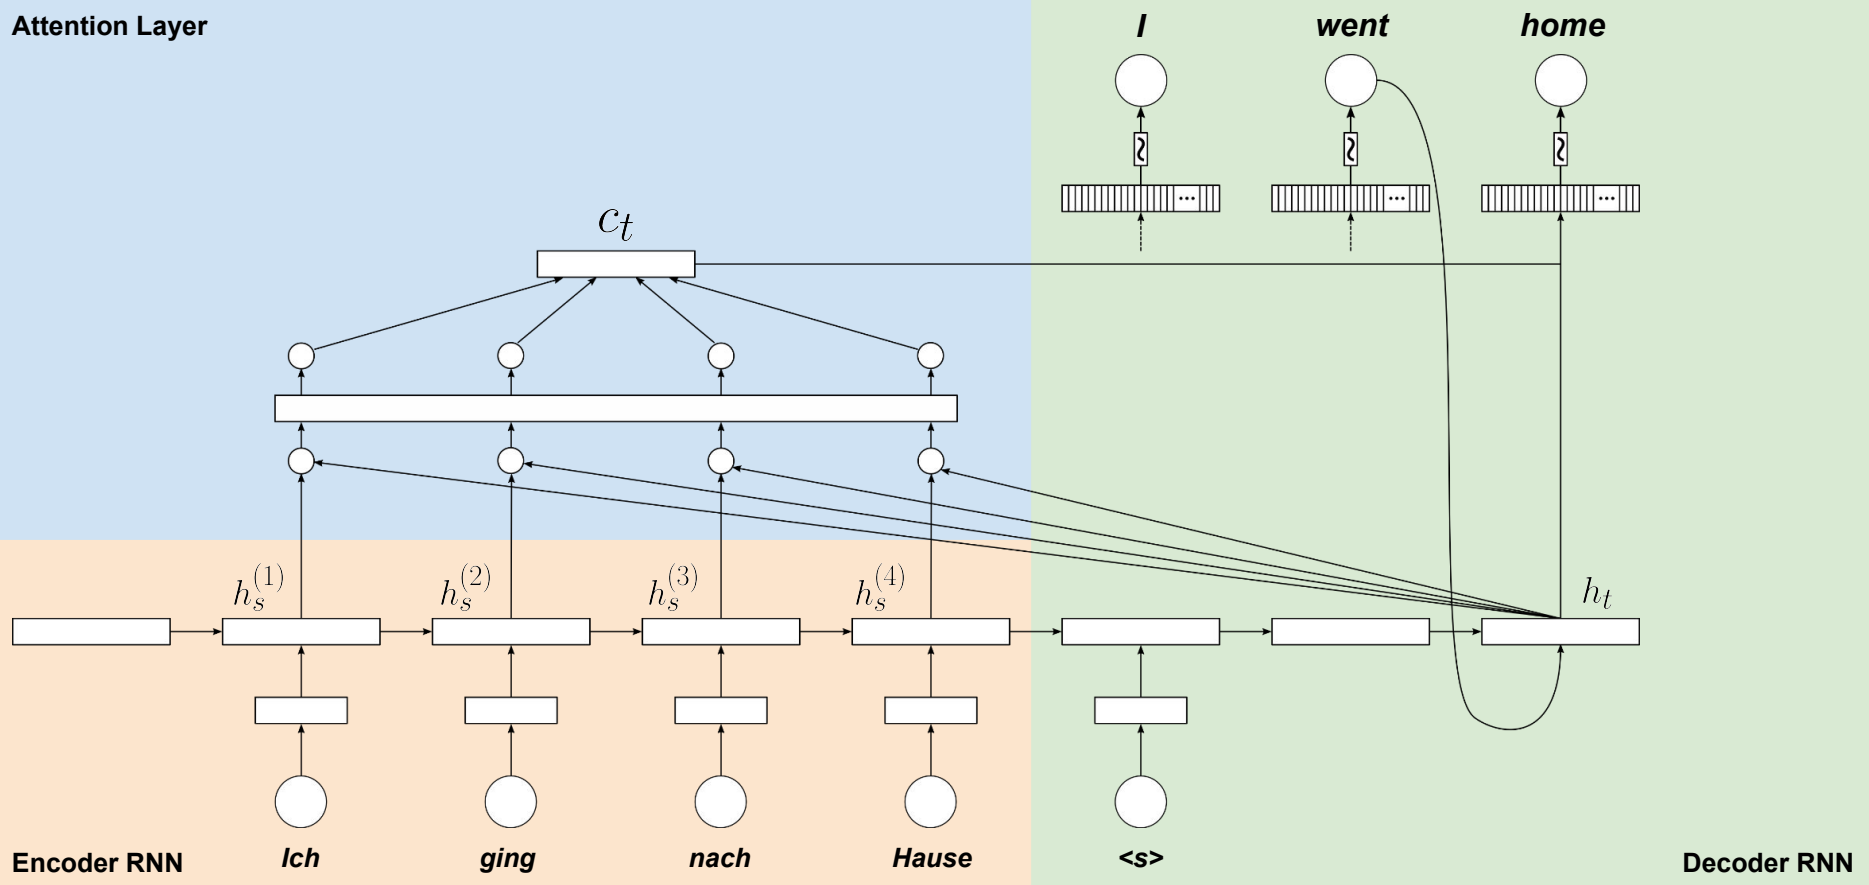 Attention Layer
I went home
c_t
h_s^{(1)} h_s^{(2)} h_s^{(3)} h_s^{(4)} h_t
Ich ging nach Hause <s>
Encoder RNN
Decoder RNN